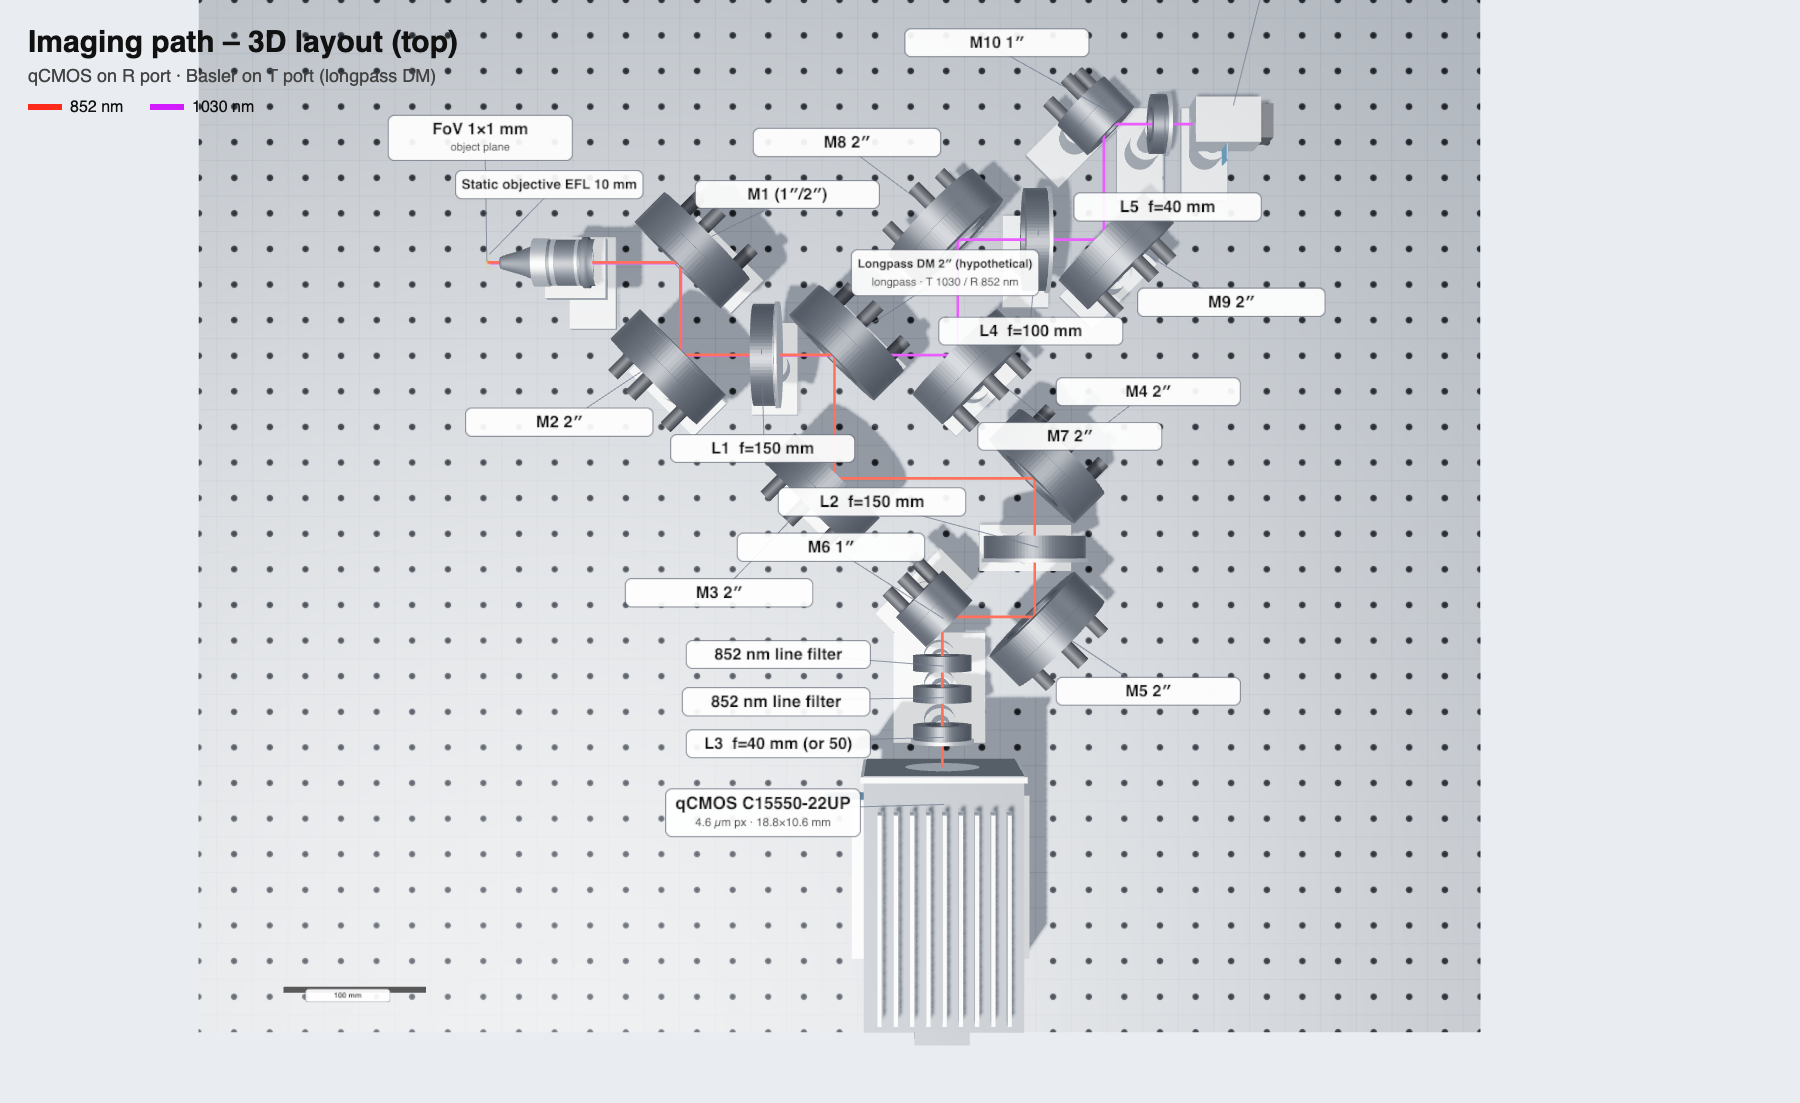 Imaging path – 3D layout (top)
qCMOS on R port · Basler on T port (longpass DM)
852 nm
1030 nm
M10 1″
FoV 1×1 mm
object plane
M8 2″
Static objective EFL 10 mm
M1 (1″/2″)
L5 f=40 mm
Longpass DM 2″ (hypothetical)
longpass · T 1030 / R 852 nm
M9 2″
L4 f=100 mm
M4 2″
M2 2″
M7 2″
L1 f=150 mm
L2 f=150 mm
M6 1″
M3 2″
852 nm line filter
M5 2″
852 nm line filter
L3 f=40 mm (or 50)
qCMOS C15550-22UP
4.6 µm px · 18.8×10.6 mm
100 mm